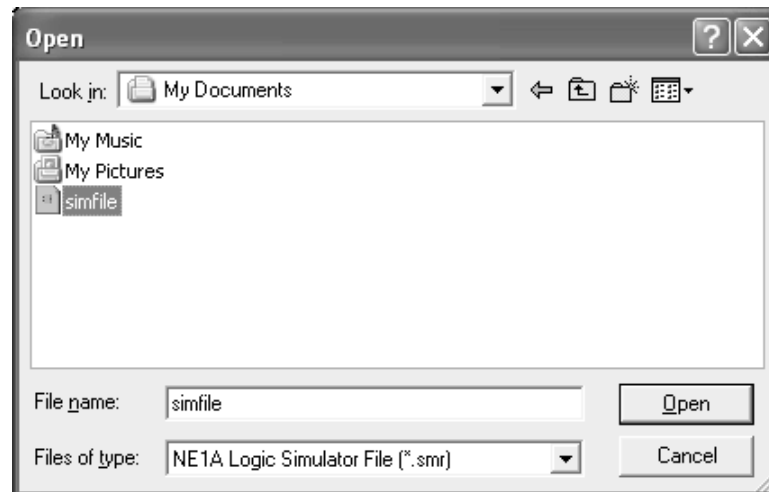 Open
Look in: My Documents
My Music
My Pictures
simfile
File name: simfile Open
Files of type: NE1A Logic Simulator File (*.smr) Cancel